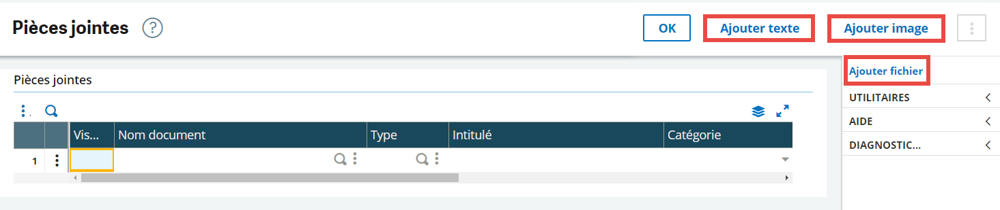 Pièces jointes ?
OK
Ajouter texte
Ajouter image
Ajouter fichier
UTILITAIRES
AIDE
DIAGNOSTIC...
Pièces jointes
Vis... Nom document Type Intitulé Catégorie
1